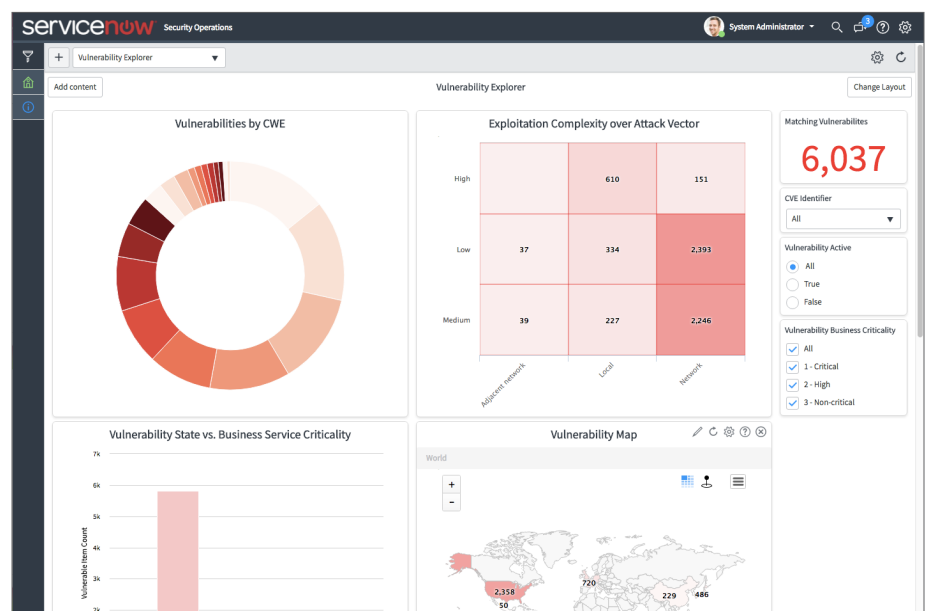 servicenow Security Operations
System Administrator
3
Vulnerability Explorer
Add content
Vulnerability Explorer
Change Layout
Vulnerabilities by CWE
Exploitation Complexity over Attack Vector
High
610
151
Low
37
334
2,393
Medium
39
227
2,246
Adjacent network
Local
Network
Matching Vulnerabilites
6,037
CVE Identifier
All
Vulnerability Active
All
True
False
Vulnerability Business Criticality
All
1 - Critical
2 - High
3 - Non-critical
Vulnerability State vs. Business Service Criticality
7k
6k
5k
4k
3k
2k
Vulnerable Item Count
Vulnerability Map
World
+
-
2,358
50
720
229
486